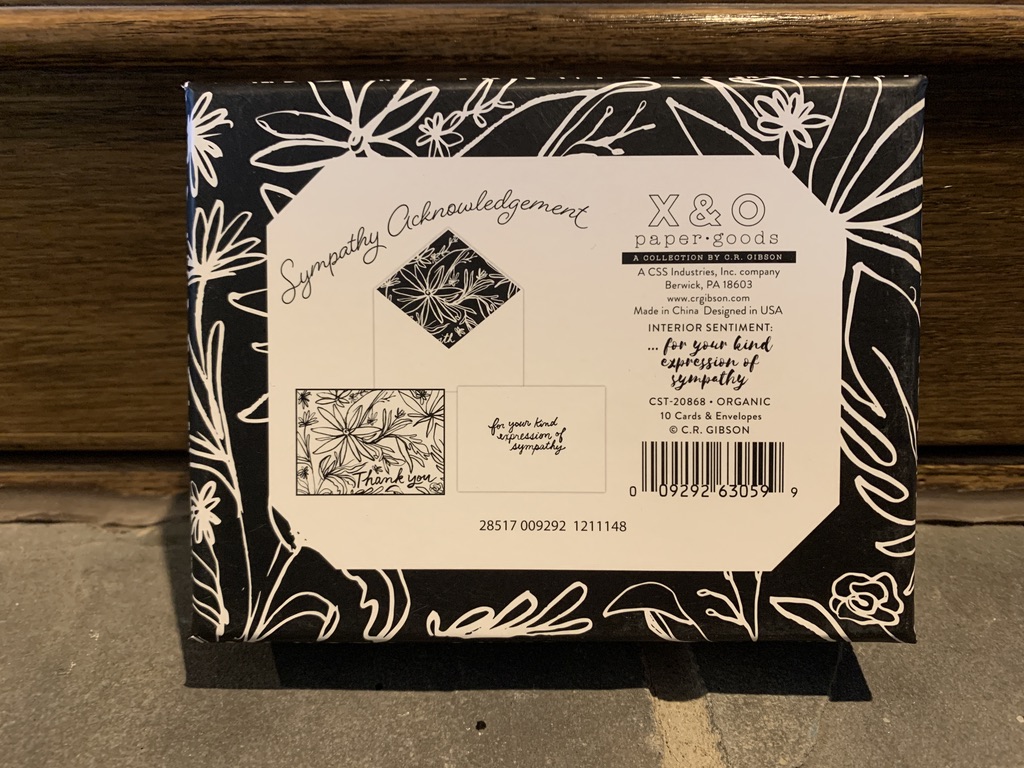 Sympathy Acknowledgement
Thank you
for your kind
expression of
sympathy
X & O
paper·goods
A COLLECTION BY C.R. GIBSON
A CSS Industries, Inc. company
Berwick, PA 18603
www.crgibson.com
Made in China Designed in USA
INTERIOR SENTIMENT:
... for your kind
expression of
sympathy
CST-20868 • ORGANIC
10 Cards & Envelopes
© C.R. GIBSON
0 09292 63059 9
28517 009292 1211148